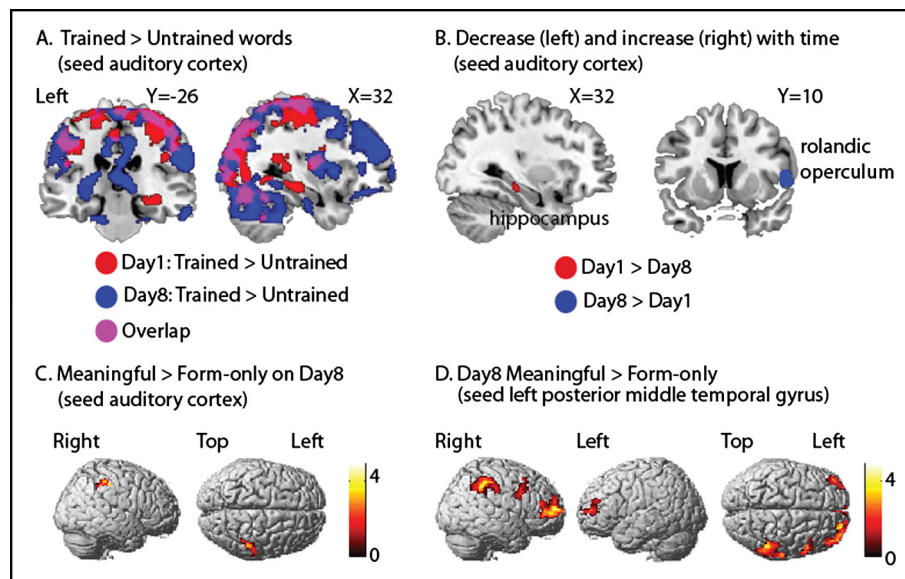 A. Trained > Untrained words
(seed auditory cortex)
Left Y=-26 X=32
Day1: Trained > Untrained
Day8: Trained > Untrained
Overlap
B. Decrease (left) and increase (right) with time
(seed auditory cortex)
X=32 Y=10
rolandic
operculum
hippocampus
Day1 > Day8
Day8 > Day1
C. Meaningful > Form-only on Day8
(seed auditory cortex)
Right Top Left
4
0
D. Day8 Meaningful > Form-only
(seed left posterior middle temporal gyrus)
Right Left Top Left
4
0